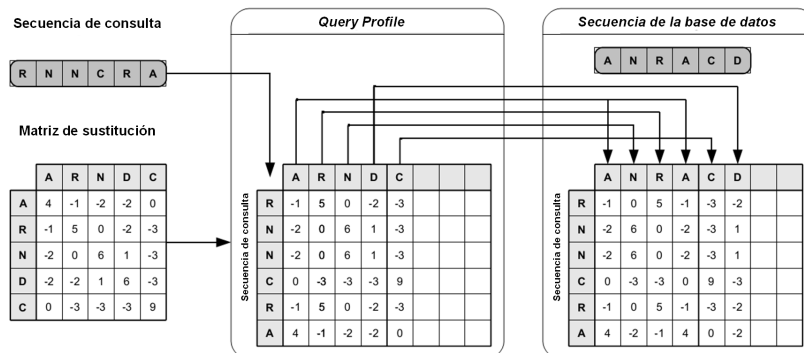 Secuencia de consulta
R N N C R A
Matriz de sustitución
A R N D C
A 4 -1 -2 -2 0
R -1 5 0 -2 -3
N -2 0 6 1 -3
D -2 -2 1 6 -3
C 0 -3 -3 -3 9
Query Profile
Secuencia de consulta
A R N D C
R -1 5 0 -2 -3
N -2 0 6 1 -3
N -2 0 6 1 -3
C 0 -3 -3 -3 9
R -1 5 0 -2 -3
A 4 -1 -2 -2 0
Secuencia de la base de datos
A N R A C D
Secuencia de consulta
A N R A C D
R -1 0 5 -1 -3 -2
N -2 6 0 -2 -3 1
N -2 6 0 -2 -3 1
C 0 -3 -3 0 9 -3
R -1 0 5 -1 -3 -2
A 4 -2 -1 4 0 -2